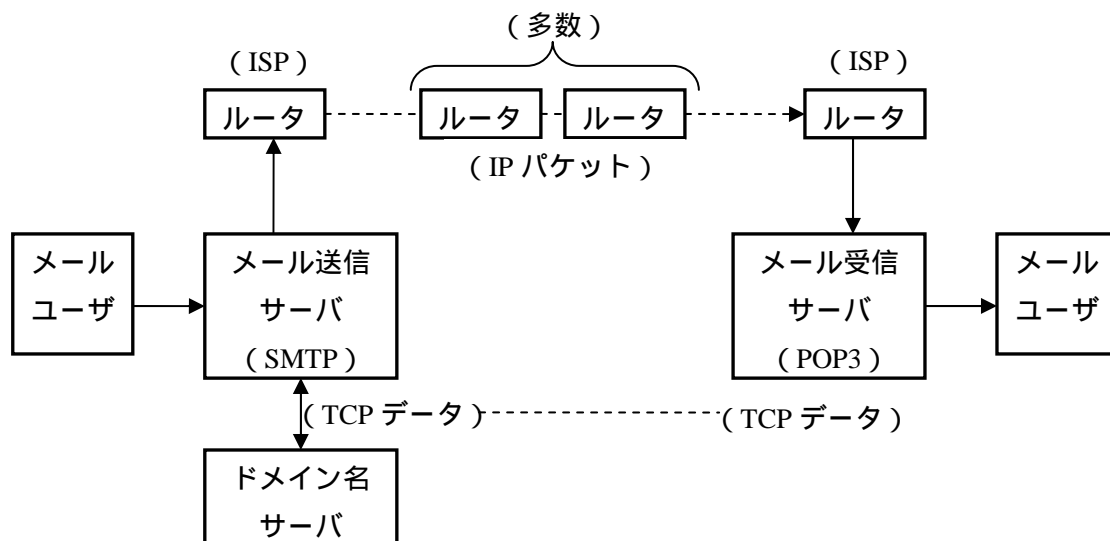 （多数）
（ISP）
（ISP）
ルータ
ルータ
ルータ
ルータ
（IP パケット）
メール
ユーザ
メール送信
サーバ
（SMTP）
メール受信
サーバ
（POP3）
メール
ユーザ
（TCP データ）
（TCP データ）
ドメイン名
サーバ